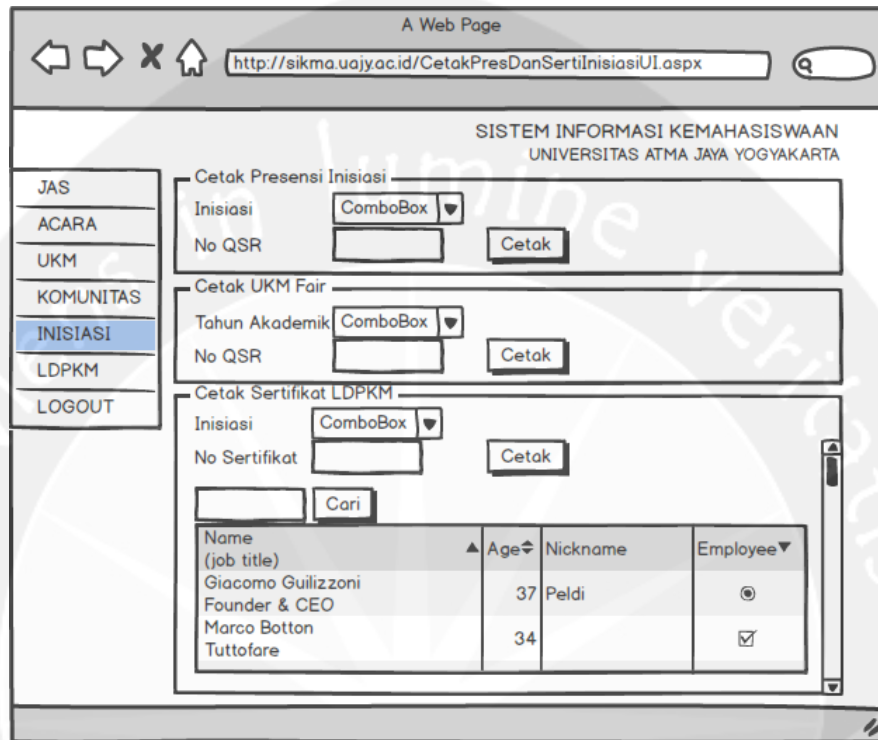 A Web Page
http://sikma.uajy.ac.id/CetakPresDanSertiInisiasiUI.aspx
SISTEM INFORMASI KEMAHASISWAAN
UNIVERSITAS ATMA JAYA YOGYAKARTA
JAS
ACARA
UKM
KOMUNITAS
INISIASI
LDPKM
LOGOUT
Cetak Presensi Inisiasi
Inisiasi ComboBox
No QSR Cetak
Cetak UKM Fair
Tahun Akademik ComboBox
No QSR Cetak
Cetak Sertifikat LDPKM
Inisiasi ComboBox
No Sertifikat Cetak
Cari
Name
(job title) Age Nickname Employee
Giacomo Guilizzoni
Founder & CEO 37 Peldi
Marco Botton
Tuttofare 34
in lumine veritatis